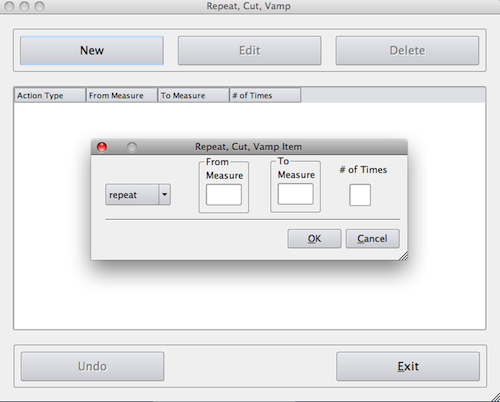 Repeat, Cut, Vamp
New
Edit
Delete
Action Type
From Measure
To Measure
# of Times
Repeat, Cut, Vamp Item
From
Measure
To
Measure
# of Times
repeat
OK
Cancel
Undo
Exit